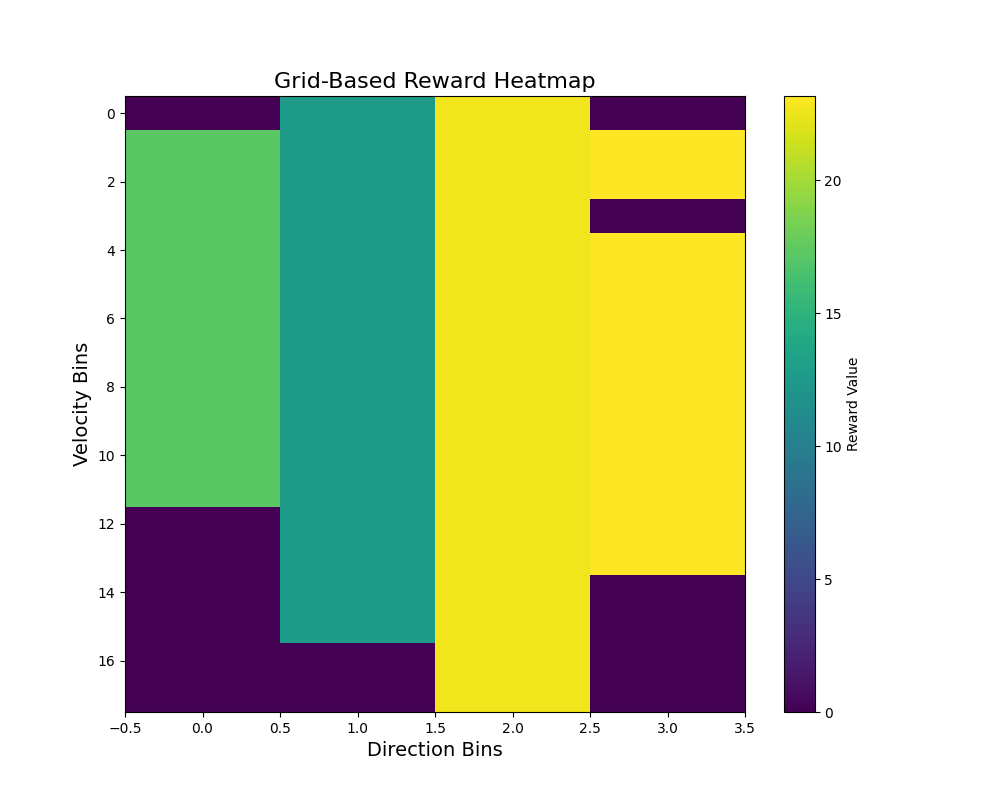 Grid-Based Reward Heatmap
0
2
4
6
8
10
12
14
16
Velocity Bins
−0.5 0.0 0.5 1.0 1.5 2.0 2.5 3.0 3.5
Direction Bins
20
15
10
5
0
Reward Value